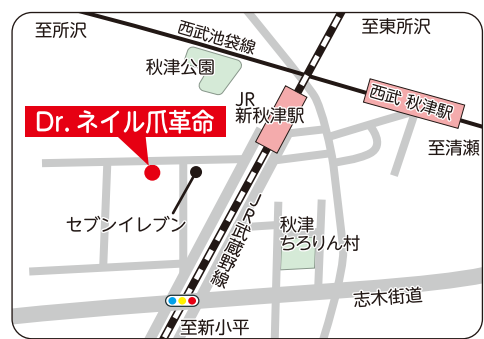 至所沢
西武池袋線
至東所沢
秋津公園
西武 秋津駅
JR
新秋津駅
Dr. ネイル爪革命
至清瀬
セブンイレブン
JR武蔵野線
秋津
ちろりん村
志木街道
至新小平